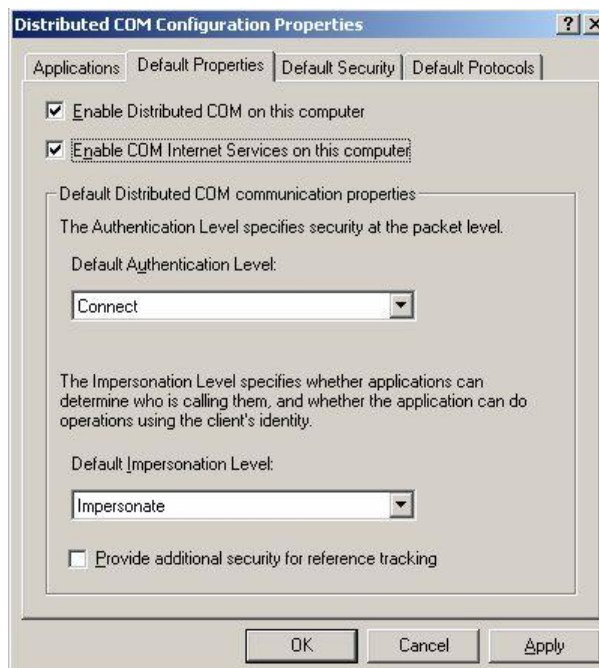 Distributed COM Configuration Properties
Applications Default Properties Default Security Default Protocols
Enable Distributed COM on this computer
Enable COM Internet Services on this computer
Default Distributed COM communication properties
The Authentication Level specifies security at the packet level.
Default Authentication Level:
Connect
The Impersonation Level specifies whether applications can
determine who is calling them, and whether the application can do
operations using the client's identity.
Default Impersonation Level:
Impersonate
Provide additional security for reference tracking
OK Cancel Apply